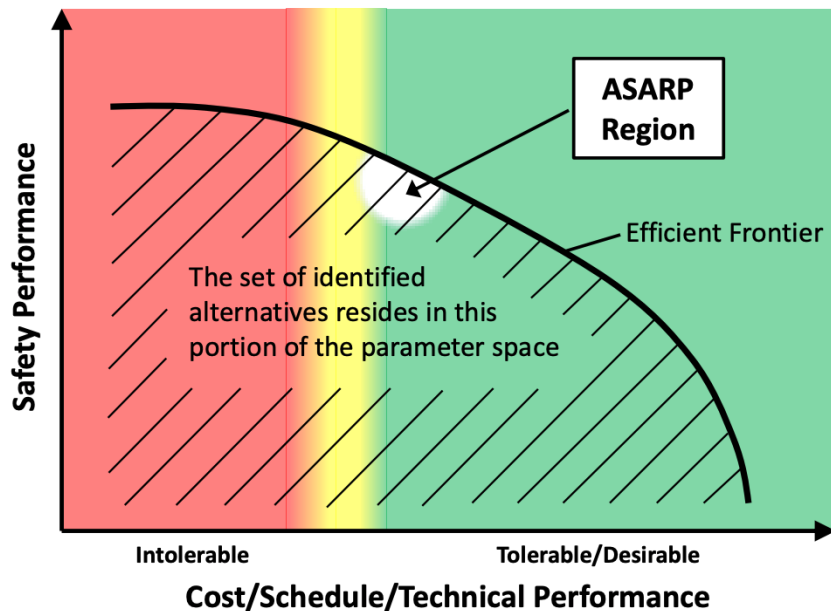 ASARP
Region
Efficient Frontier
The set of identified
alternatives resides in this
portion of the parameter space
Safety Performance
Intolerable
Tolerable/Desirable
Cost/Schedule/Technical Performance